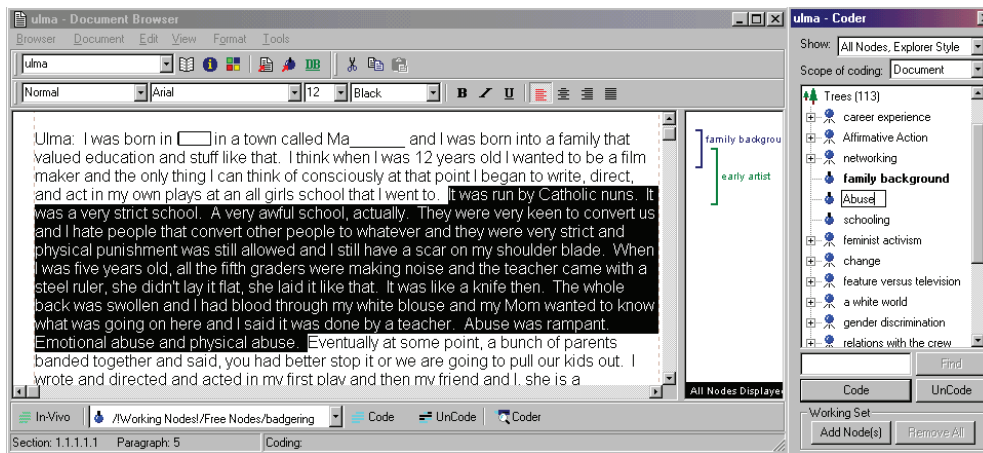 ulma - Document Browser
Browser Document Edit View Format Tools
ulma
DB
Normal Arial 12 Black B I U
Ulma: I was born in in a town called Ma______ and I was born into a family that
valued education and stuff like that. I think when I was 12 years old I wanted to be a film
maker and the only thing I can think of consciously at that point I began to write, direct,
and act in my own plays at an all girls school that I went to. It was run by Catholic nuns. It
was a very strict school. A very awful school, actually. They were very keen to convert us
and I hate people that convert other people to whatever and they were very strict and
physical punishment was still allowed and I still have a scar on my shoulder blade. When
I was five years old, all the fifth graders were making noise and the teacher came with a
steel ruler, she didn't lay it flat, she laid it like that. It was like a knife then. The whole
back was swollen and I had blood through my white blouse and my Mom wanted to know
what was going on here and I said it was done by a teacher. Abuse was rampant.
Emotional abuse and physical abuse. Eventually at some point, a bunch of parents
banded together and said, you had better stop it or we are going to pull our kids out. I
wrote and directed and acted in my first play and then my friend and I, she is a
family backgrou
early artist
All Nodes Displaye
In-Vivo /!Working Nodes!/Free Nodes/badgering Code UnCode Coder
Section: 1.1.1.1.1 Paragraph: 5 Coding:
ulma - Coder
Show: All Nodes, Explorer Style
Scope of coding: Document
Trees (113)
career experience
Affirmative Action
networking
family background
Abuse
schooling
feminist activism
change
feature versus television
a white world
gender discrimination
relations with the crew
Find
Code UnCode
Working Set
Add Node(s) Remove All